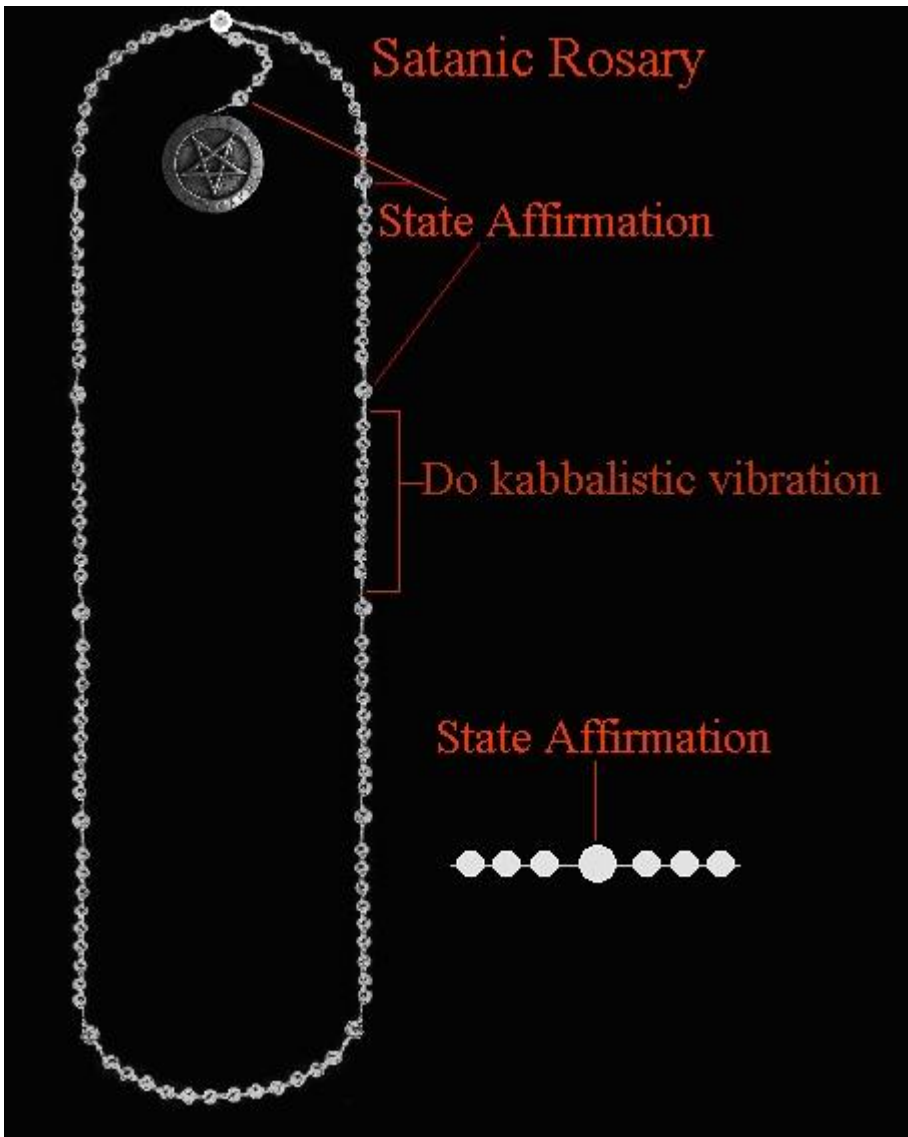 Satanic Rosary
State Affirmation
Do kabbalistic vibration
State Affirmation